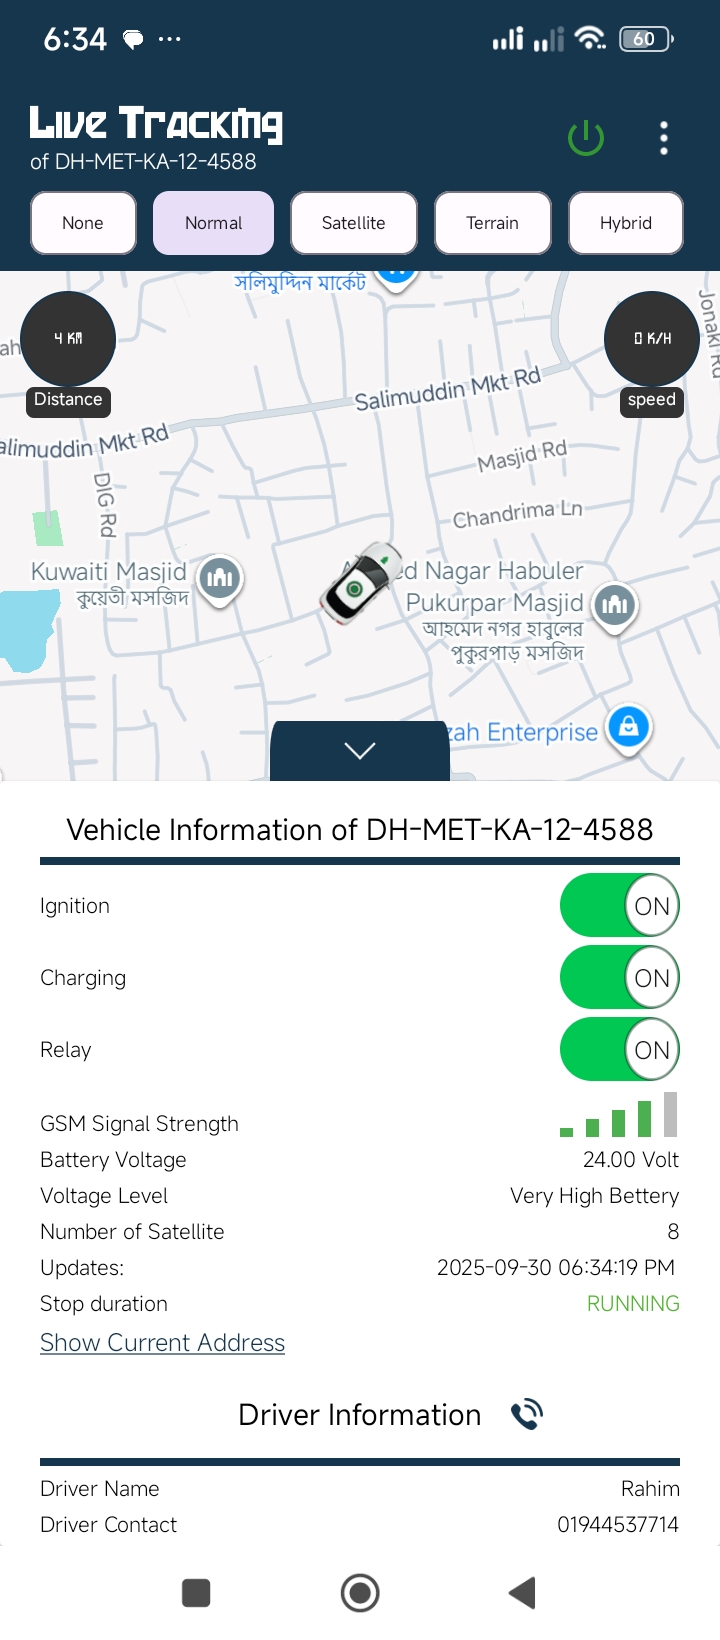 6:34
60
Live Tracking
of DH-MET-KA-12-4588
None
Normal
Satellite
Terrain
Hybrid
সলিমুদ্দিন মার্কেট
Jonaki Rd
4 KM
0 K/H
Distance
speed
Salimuddin Mkt Rd
alimuddin Mkt Rd
Masjid Rd
DIG Rd
Chandrima Ln
Kuwaiti Masjid
কুয়েতী মসজিদ
ed Nagar Habuler
Pukurpar Masjid
আহমেদ নগর হাবুলের
পুকুরপাড় মসজিদ
zah Enterprise
Vehicle Information of DH-MET-KA-12-4588
Ignition ON
Charging ON
Relay ON
GSM Signal Strength
Battery Voltage 24.00 Volt
Voltage Level Very High Bettery
Number of Satellite 8
Updates: 2025-09-30 06:34:19 PM
Stop duration RUNNING
Show Current Address
Driver Information
Driver Name Rahim
Driver Contact 01944537714